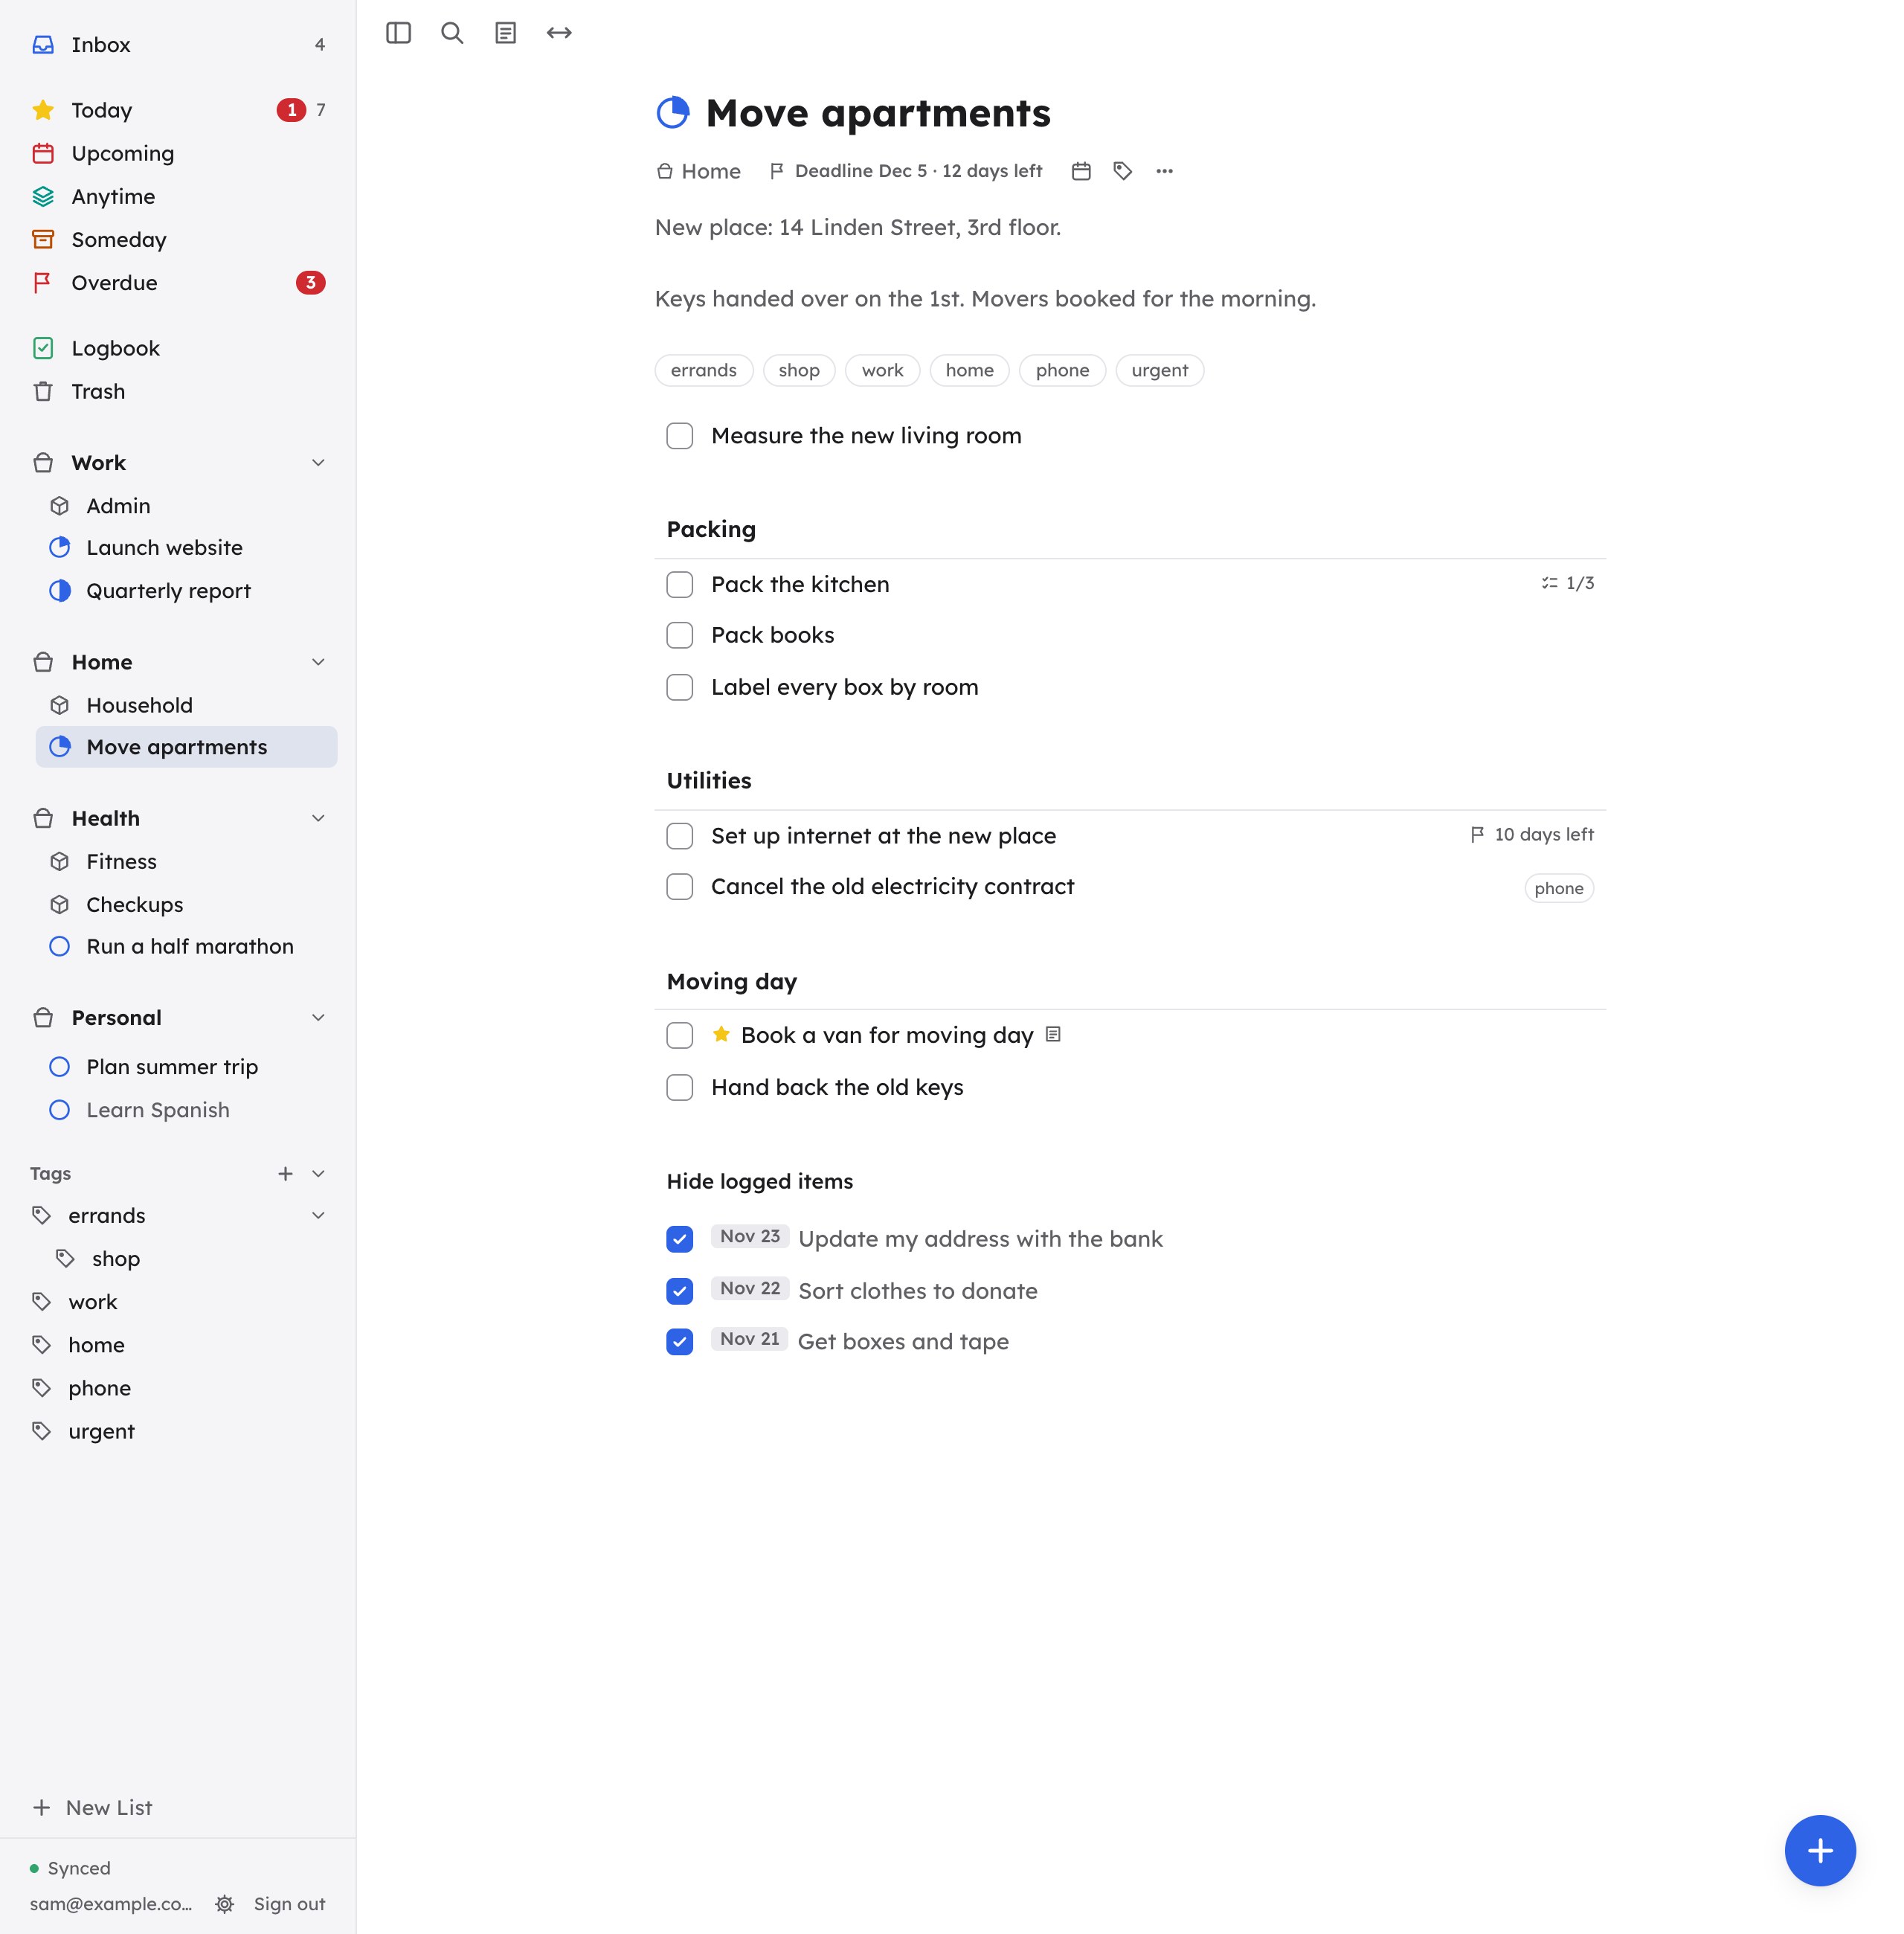 Inbox 4
Today 1 7
Upcoming
Anytime
Someday
Overdue 3
Logbook
Trash
Work
Admin
Launch website
Quarterly report
Home
Household
Move apartments
Health
Fitness
Checkups
Run a half marathon
Personal
Plan summer trip
Learn Spanish
Tags
errands
shop
work
home
phone
urgent
New List
Synced
sam@example.co... Sign out
Move apartments
Home Deadline Dec 5 · 12 days left
New place: 14 Linden Street, 3rd floor.
Keys handed over on the 1st. Movers booked for the morning.
errands shop work home phone urgent
Measure the new living room
Packing
Pack the kitchen 1/3
Pack books
Label every box by room
Utilities
Set up internet at the new place 10 days left
Cancel the old electricity contract phone
Moving day
Book a van for moving day
Hand back the old keys
Hide logged items
Nov 23 Update my address with the bank
Nov 22 Sort clothes to donate
Nov 21 Get boxes and tape